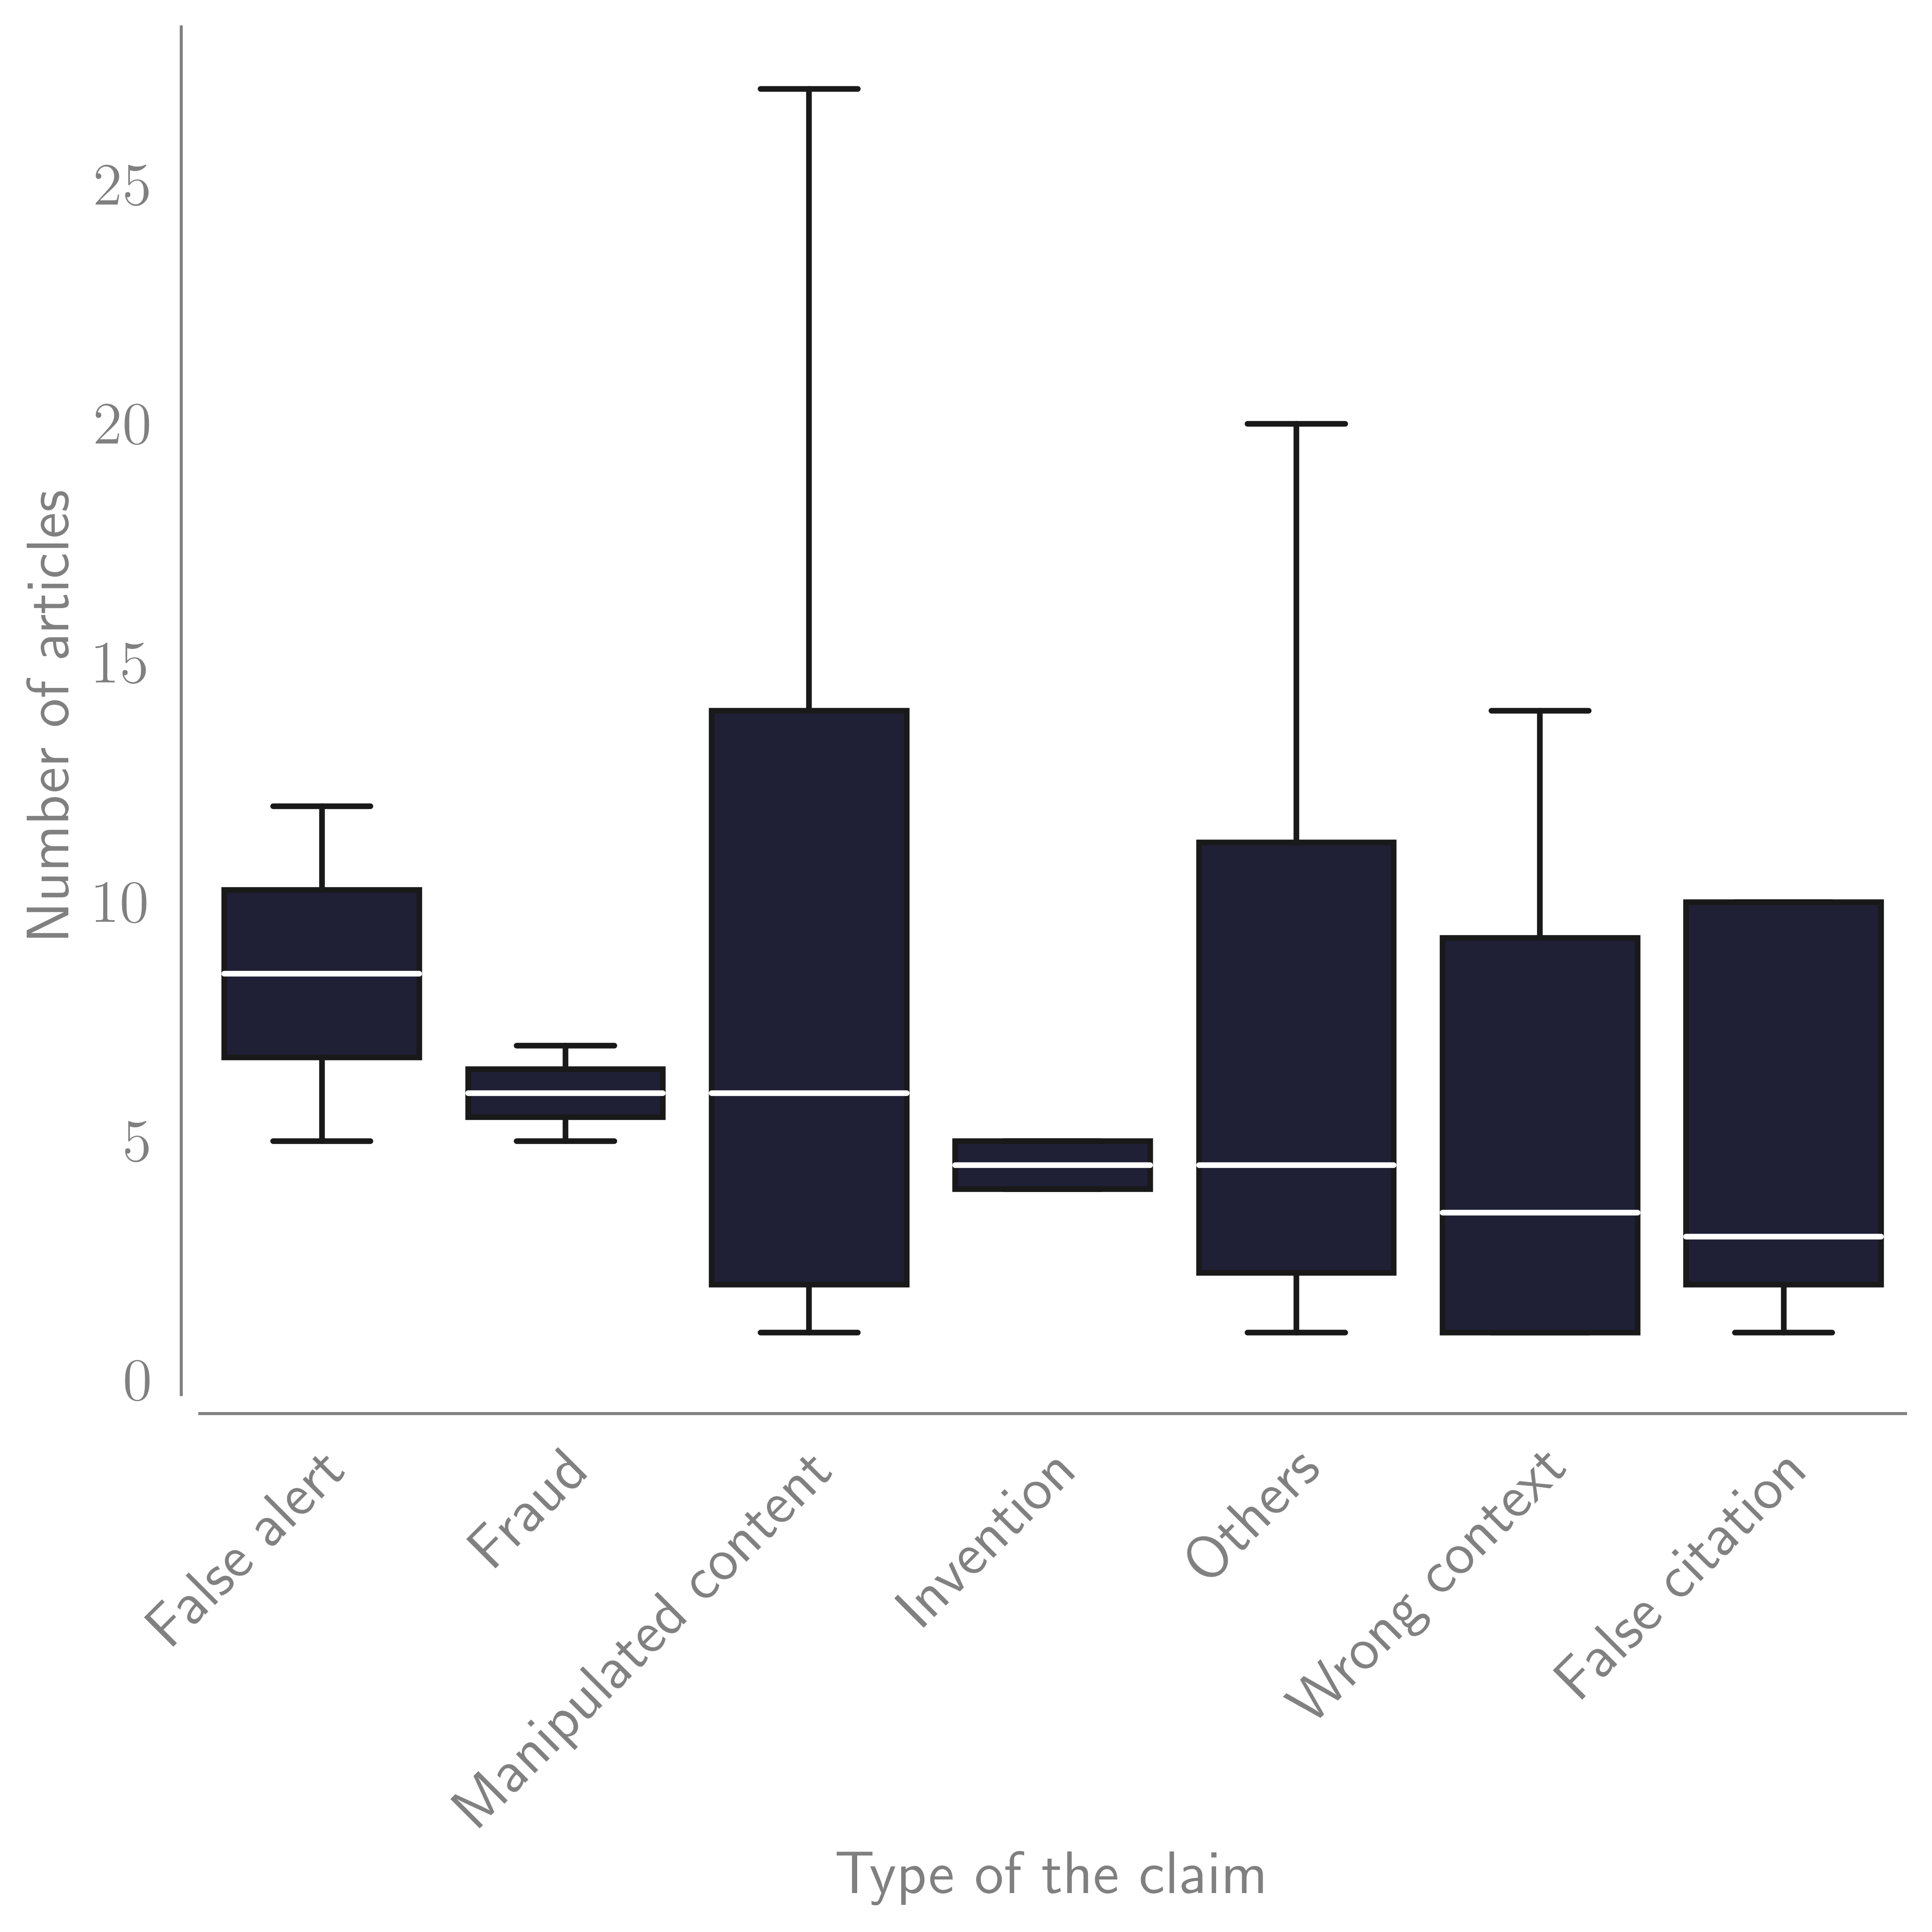 Number of articles
25
20
15
10
5
0
False alert
Fraud
Manipulated content
Invention
Others
Wrong context
False citation
Type of the claim